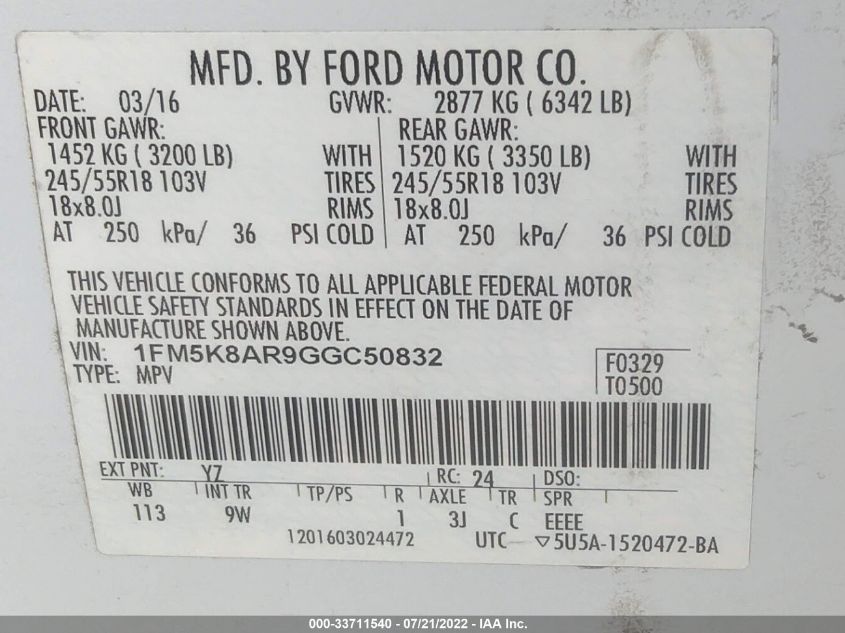 MFD. BY FORD MOTOR CO.
DATE: 03/16 GVWR: 2877 KG ( 6342 LB)
FRONT GAWR: REAR GAWR:
1452 KG ( 3200 LB) WITH 1520 KG ( 3350 LB) WITH
245/55R18 103V TIRES 245/55R18 103V TIRES
18x8.0J RIMS 18x8.0J RIMS
AT 250 kPa/ 36 PSI COLD AT 250 kPa/ 36 PSI COLD
THIS VEHICLE CONFORMS TO ALL APPLICABLE FEDERAL MOTOR
VEHICLE SAFETY STANDARDS IN EFFECT ON THE DATE OF
MANUFACTURE SHOWN ABOVE.
VIN: 1FM5K8AR9GGC50832 F0329
TYPE: MPV T0500
EXT PNT: YZ RC: 24 DSO:
WB INT TR TP/PS R AXLE TR SPR
113 9W 1 3J C EEEE
1201603024472 UTC ▽5U5A-1520472-BA
000-33711540 - 07/21/2022 - IAA Inc.